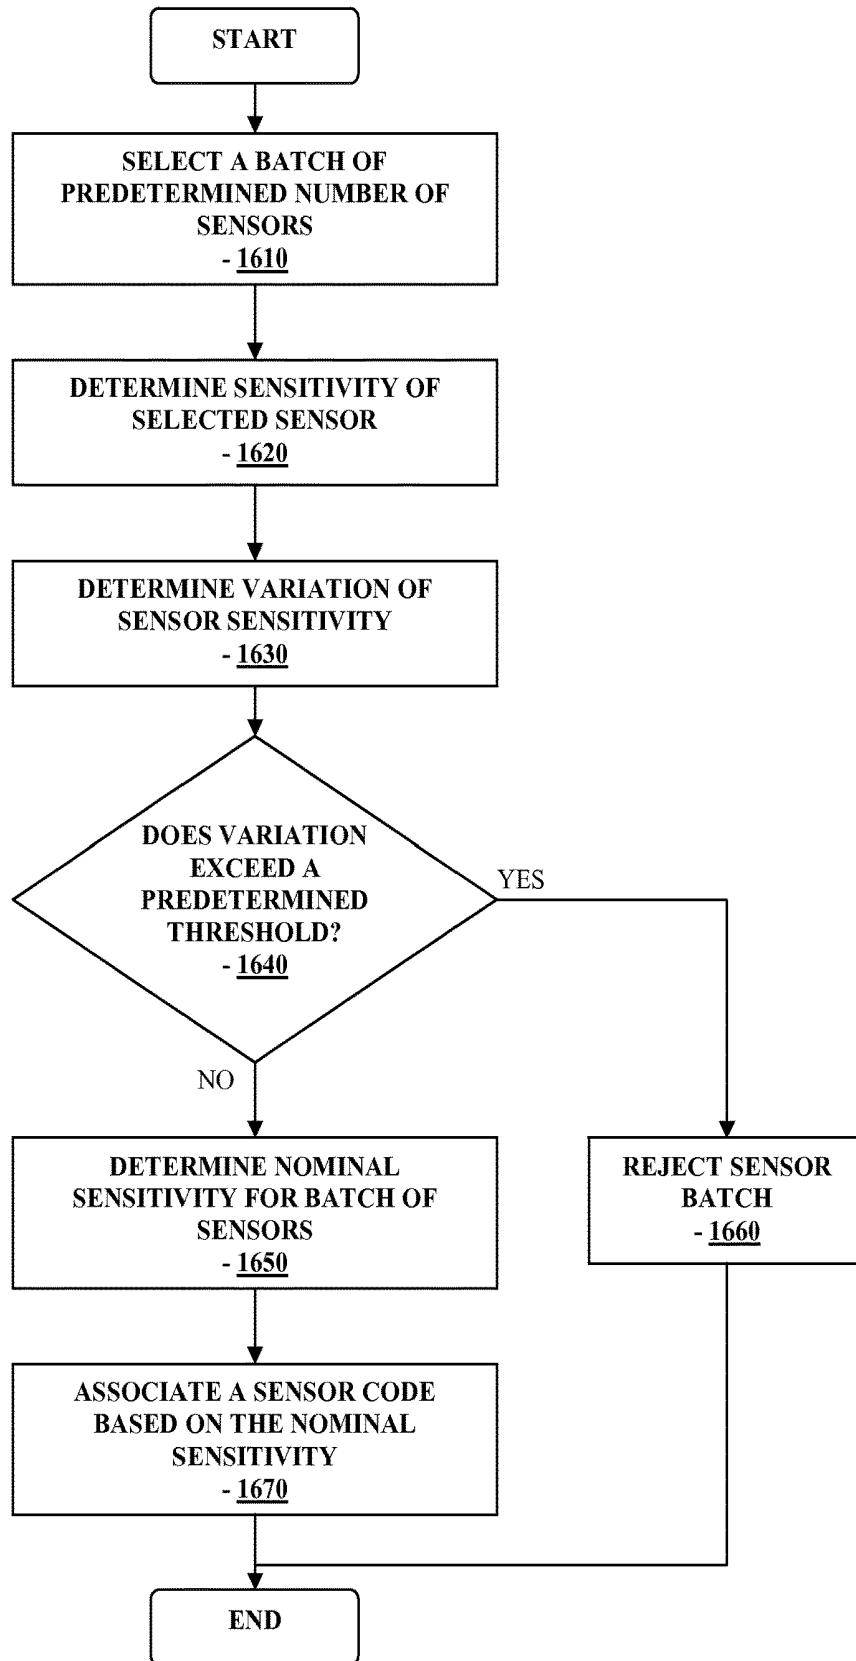 START
SELECT A BATCH OF
PREDETERMINED NUMBER OF
SENSORS
- 1610
DETERMINE SENSITIVITY OF
SELECTED SENSOR
- 1620
DETERMINE VARIATION OF
SENSOR SENSITIVITY
- 1630
DOES VARIATION
EXCEED A
PREDETERMINED
THRESHOLD?
- 1640
YES
NO
DETERMINE NOMINAL
SENSITIVITY FOR BATCH OF
SENSORS
- 1650
REJECT SENSOR
BATCH
- 1660
ASSOCIATE A SENSOR CODE
BASED ON THE NOMINAL
SENSITIVITY
- 1670
END